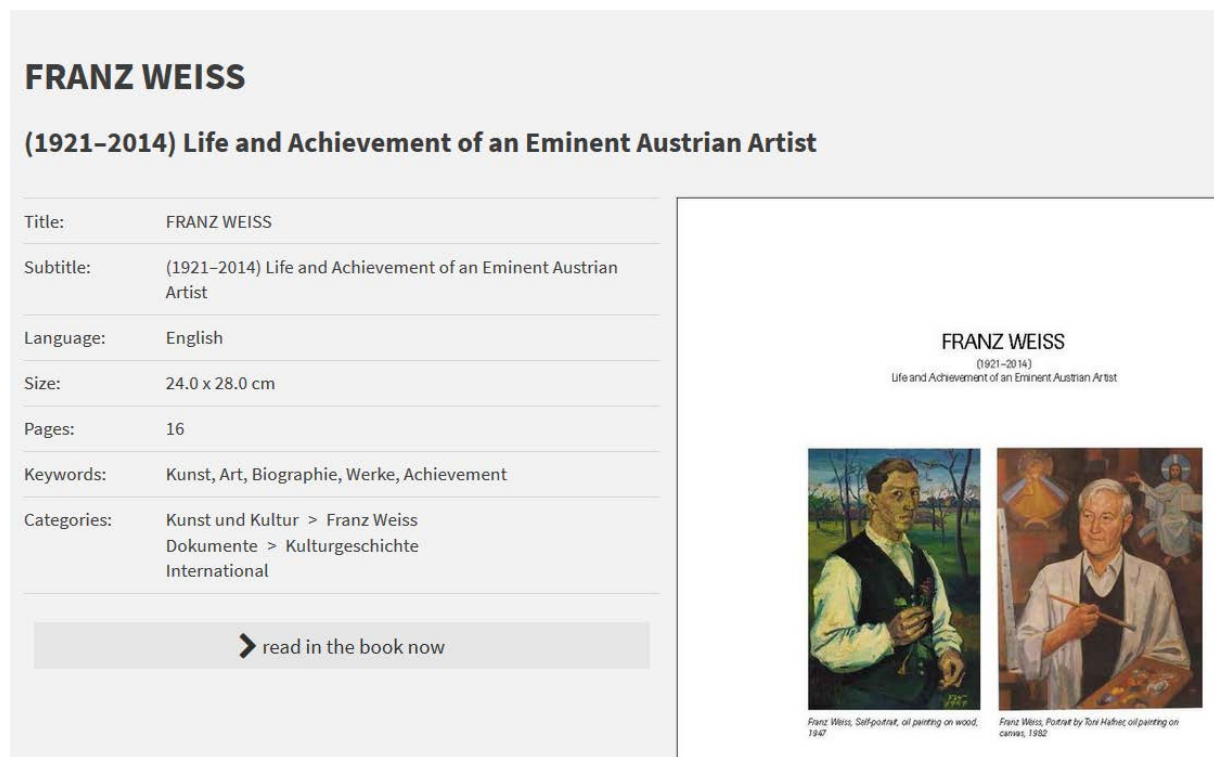 FRANZ WEISS
(1921–2014) Life and Achievement of an Eminent Austrian Artist
Title: FRANZ WEISS
Subtitle: (1921–2014) Life and Achievement of an Eminent Austrian
Artist
Language: English
Size: 24.0 x 28.0 cm
Pages: 16
Keywords: Kunst, Art, Biographie, Werke, Achievement
Categories: Kunst und Kultur > Franz Weiss
Dokumente > Kulturgeschichte
International
read in the book now
FRANZ WEISS
(1921–2014)
Life and Achievement of an Eminent Austrian Artist
FW
1947
Franz Weiss, Self-portrait, oil painting on wood,
1947
Franz Weiss, Portrait by Toni Hafner, oil painting on
canvas, 1982